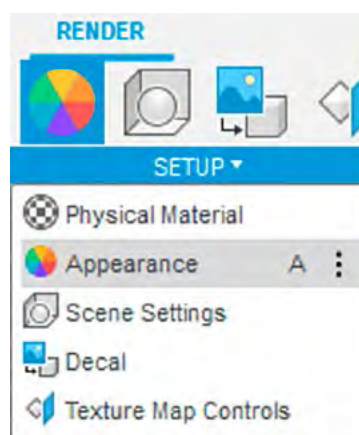 RENDER
SETUP ▾
Physical Material
Appearance A
Scene Settings
Decal
Texture Map Controls